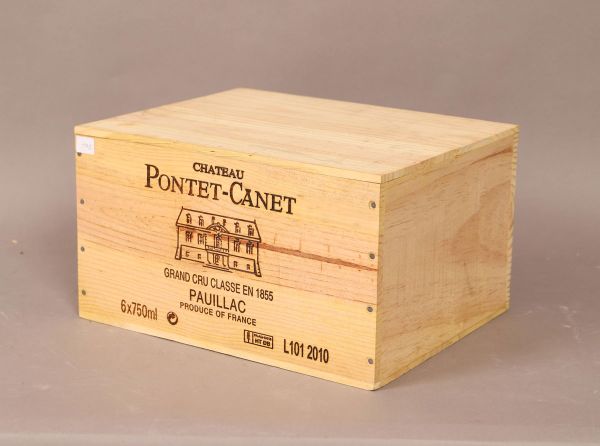 CHATEAU
PONTET-CANET
GRAND CRU CLASSE EN 1855
PAUILLAC
PRODUCE OF FRANCE
6x750ml
L101 2010